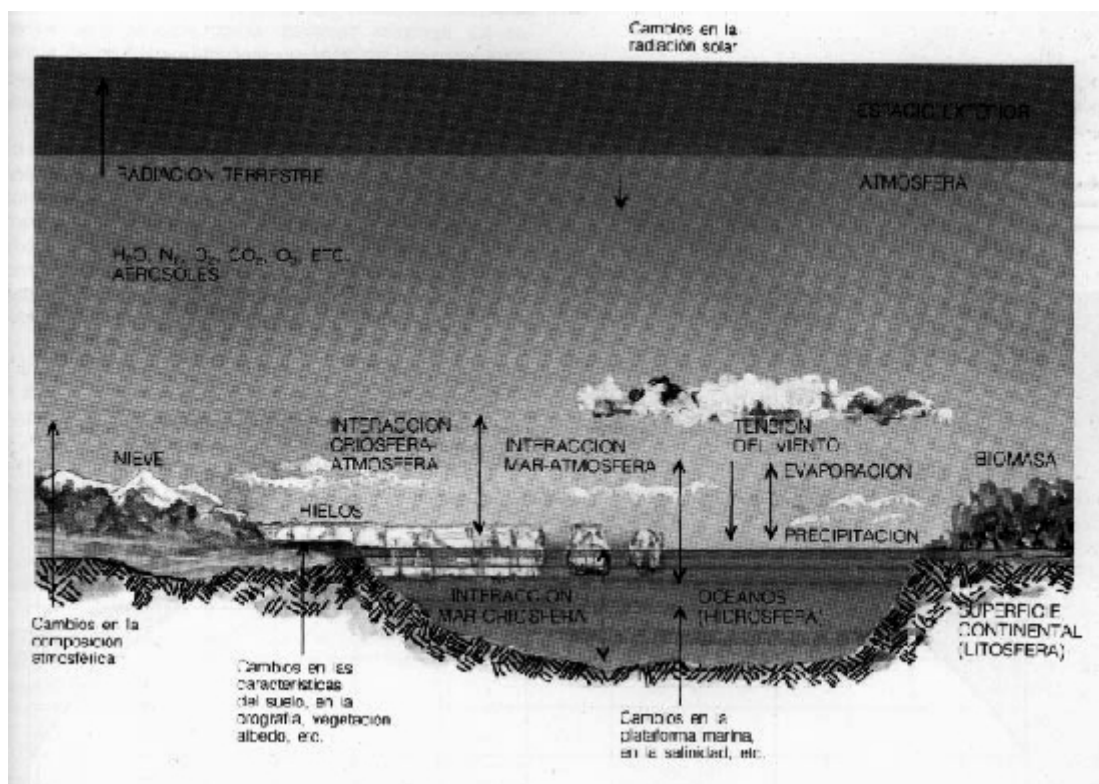 Cambios en la
radiación solar
ESPACIO EXTERIOR
RADIACION TERRESTRE
ATMOSFERA
H₂O, N₂, O₂, CO₂, O₃, ETC.
AEROSOLES
INTERACCION
CRIOSFERA-
ATMOSFERA
INTERACCION
MAR-ATMOSFERA
TENSION
DEL VIENTO
NIEVE
EVAPORACION
BIOMASA
HIELOS
PRECIPITACION
INTERACCION
MAR-CRIOSFERA
OCEANOS
(HIDROSFERA)
SUPERFICIE
CONTINENTAL
(LITOSFERA)
Cambios en la
composición
atmosférica
Cambios en las
características
del suelo, en la
orografía, vegetación
albedo, etc.
Cambios en la
plataforma marina,
en la salinidad, etc.